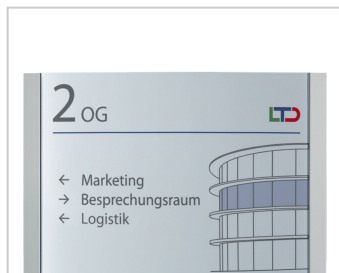 2 OG
LTD
← Marketing
→ Besprechungsraum
← Logistik